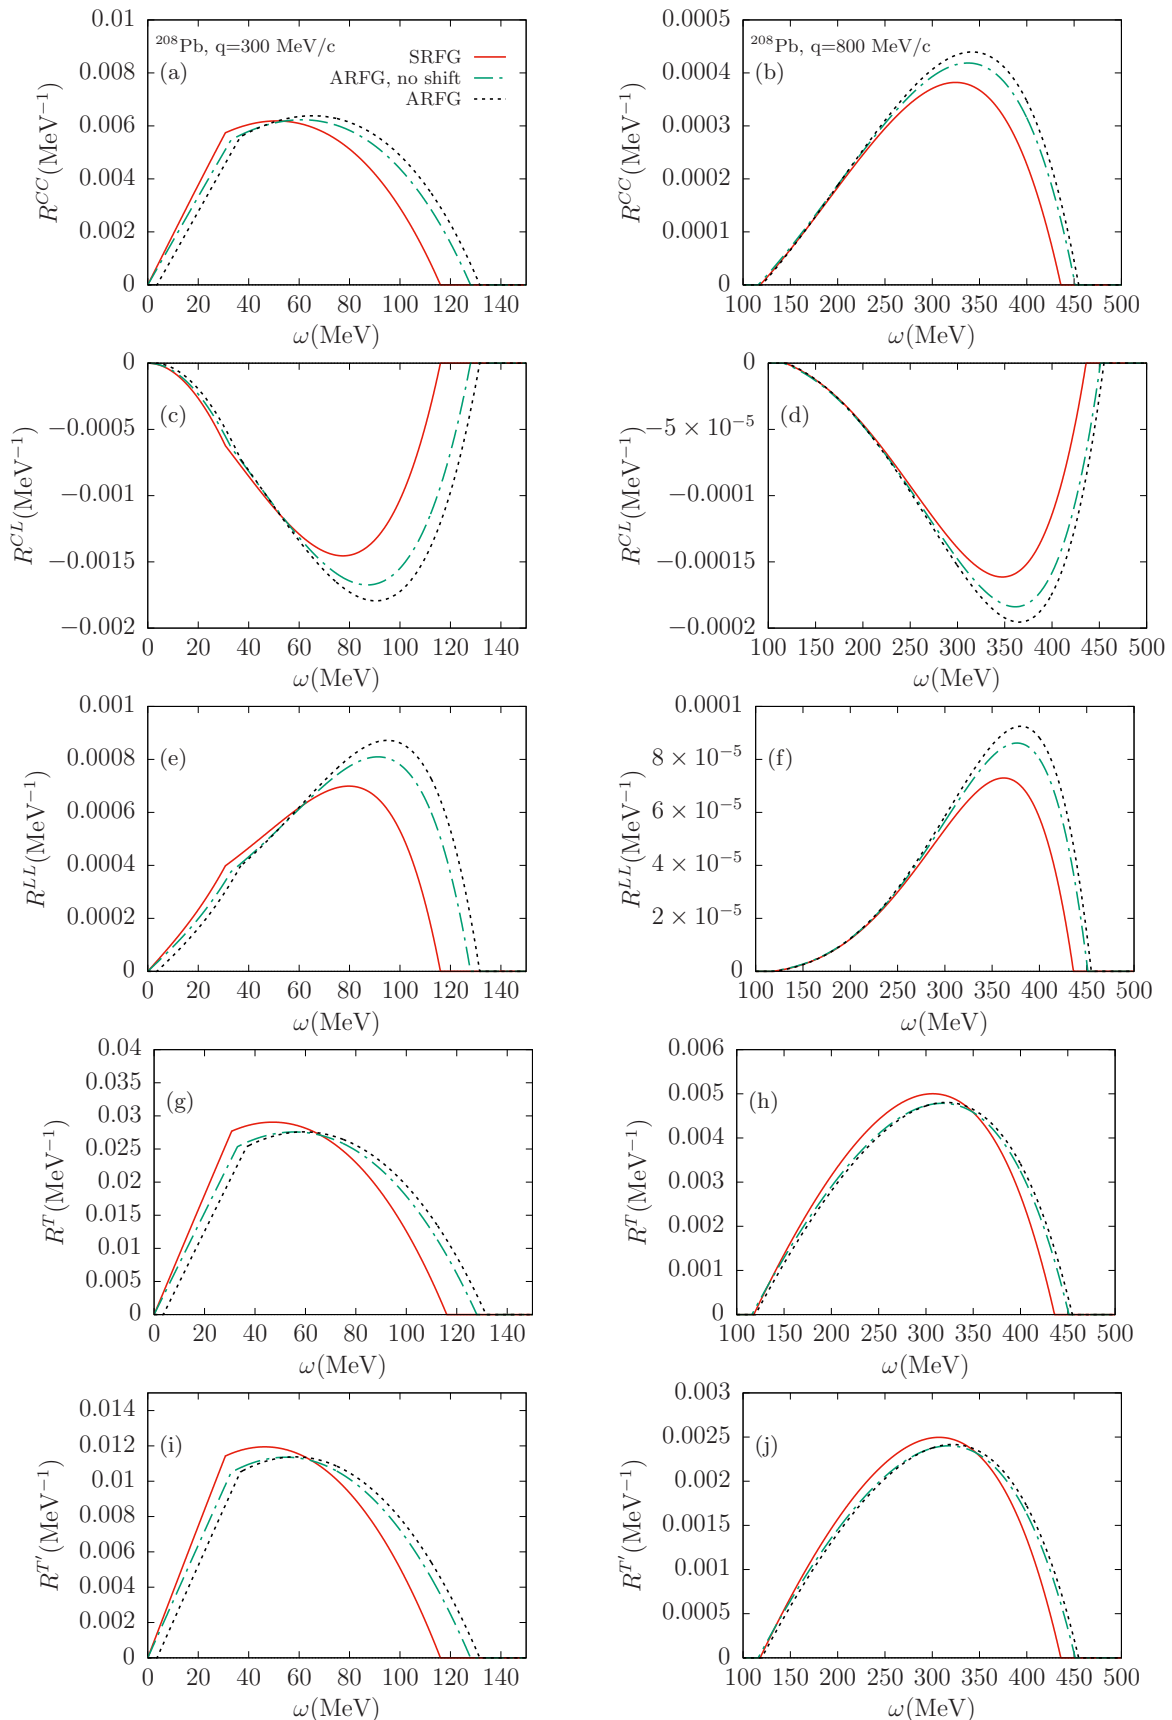 0.01
0.008
0.006
0.004
0.002
0
R^{CC}(MeV^{−1})
²⁰⁸Pb, q=300 MeV/c
(a)
SRFG
ARFG, no shift
ARFG
0 20 40 60 80 100 120 140
ω(MeV)
0.0005
0.0004
0.0003
0.0002
0.0001
0
R^{CC}(MeV^{−1})
²⁰⁸Pb, q=800 MeV/c
(b)
100 150 200 250 300 350 400 450 500
ω(MeV)
0
−0.0005
−0.001
−0.0015
−0.002
R^{CL}(MeV^{−1})
(c)
0 20 40 60 80 100 120 140
ω(MeV)
0
−5 × 10^{−5}
−0.0001
−0.00015
−0.0002
R^{CL}(MeV^{−1})
(d)
100 150 200 250 300 350 400 450 500
ω(MeV)
0.001
0.0008
0.0006
0.0004
0.0002
0
R^{LL}(MeV^{−1})
(e)
0 20 40 60 80 100 120 140
ω(MeV)
0.0001
8 × 10^{−5}
6 × 10^{−5}
4 × 10^{−5}
2 × 10^{−5}
0
R^{LL}(MeV^{−1})
(f)
100 150 200 250 300 350 400 450 500
ω(MeV)
0.04
0.035
0.03
0.025
0.02
0.015
0.01
0.005
0
R^{T}(MeV^{−1})
(g)
0 20 40 60 80 100 120 140
ω(MeV)
0.006
0.005
0.004
0.003
0.002
0.001
0
R^{T}(MeV^{−1})
(h)
100 150 200 250 300 350 400 450 500
ω(MeV)
0.014
0.012
0.01
0.008
0.006
0.004
0.002
0
R^{T′}(MeV^{−1})
(i)
0 20 40 60 80 100 120 140
ω(MeV)
0.003
0.0025
0.002
0.0015
0.001
0.0005
0
R^{T′}(MeV^{−1})
(j)
100 150 200 250 300 350 400 450 500
ω(MeV)